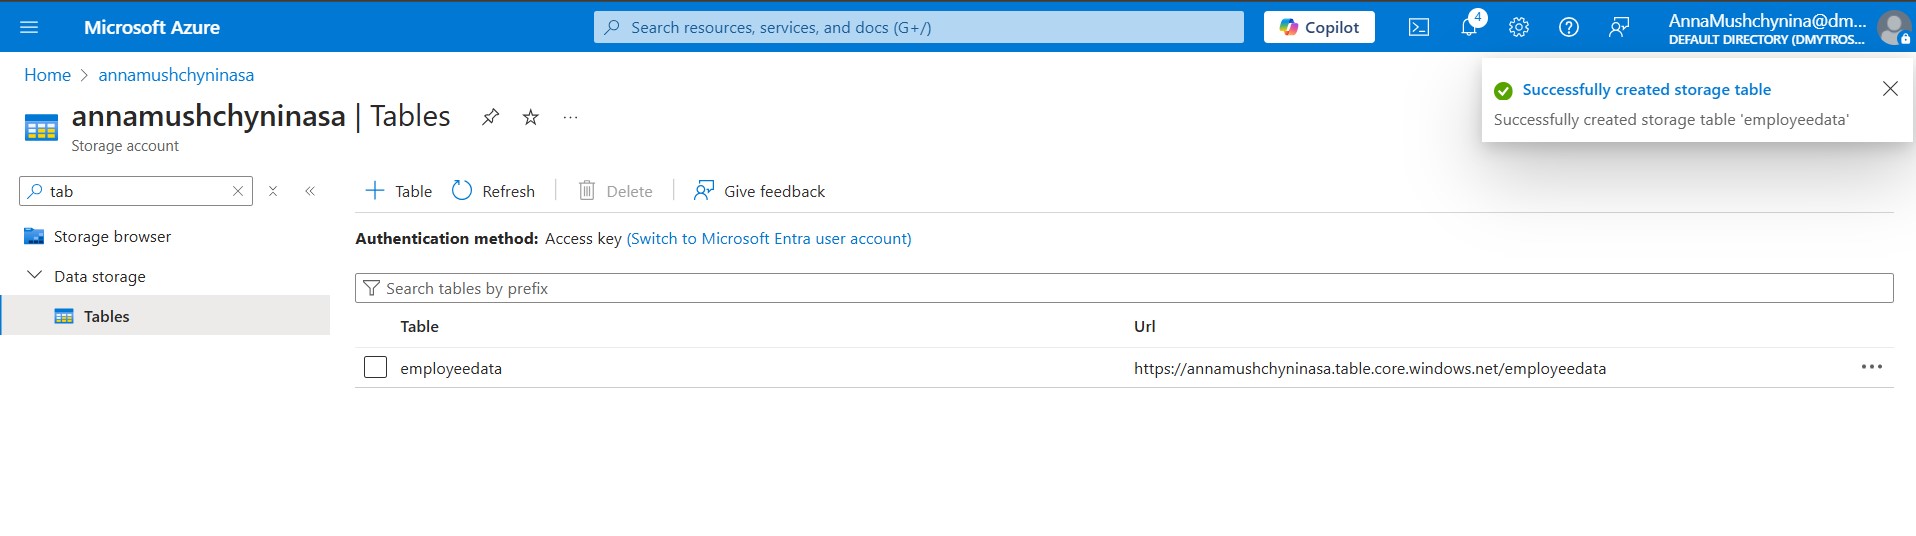 Microsoft Azure
Search resources, services, and docs (G+/)
Copilot
4
AnnaMushchynina@dm...
DEFAULT DIRECTORY (DMYTROS...
Home > annamushchyninasa
annamushchyninasa | Tables
...
Storage account
Successfully created storage table
Successfully created storage table 'employeedata'
tab
Table
Refresh
Delete
Give feedback
Storage browser
Data storage
Tables
Authentication method: Access key (Switch to Microsoft Entra user account)
Search tables by prefix
Table Url
employeedata https://annamushchyninasa.table.core.windows.net/employeedata ...